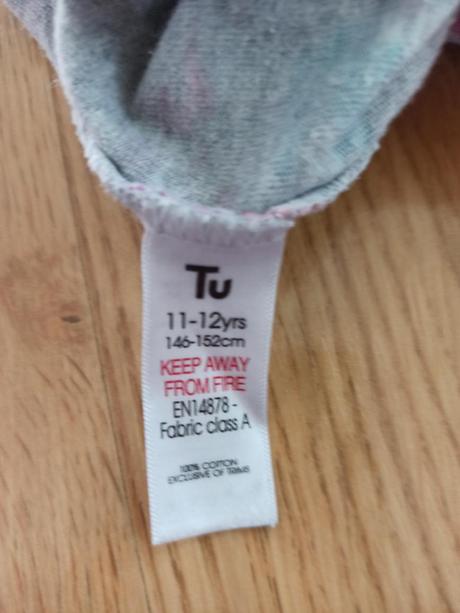 Tu
11-12yrs
146-152cm
KEEP AWAY
FROM FIRE
EN14878 -
Fabric class A
100% COTTON
EXCLUSIVE OF TRIMS